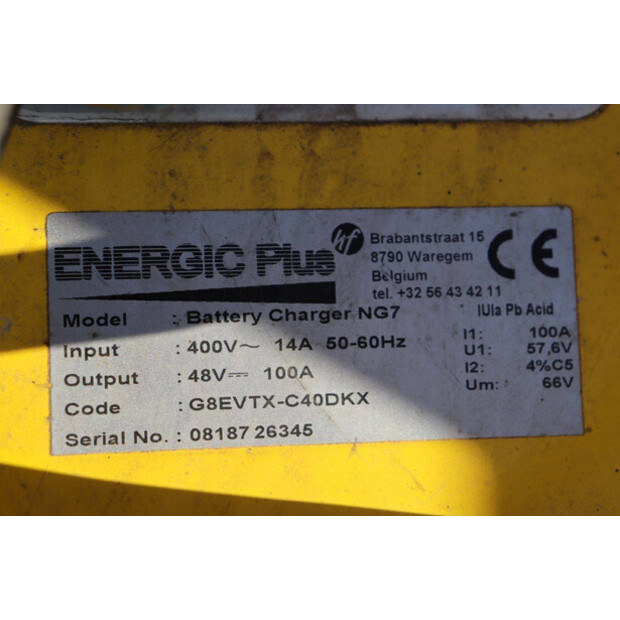 ENERGIC Plus hf
Brabantstraat 15
8790 Waregem
Belgium
tel. +32 56 43 42 11
CE
Model : Battery Charger NG7
Input : 400V~ 14A 50-60Hz
Output : 48V⎓ 100A
Code : G8EVTX-C40DKX
Serial No. : 08187 26345
IUIa Pb Acid
I1: 100A
U1: 57,6V
I2: 4%C5
Um: 66V